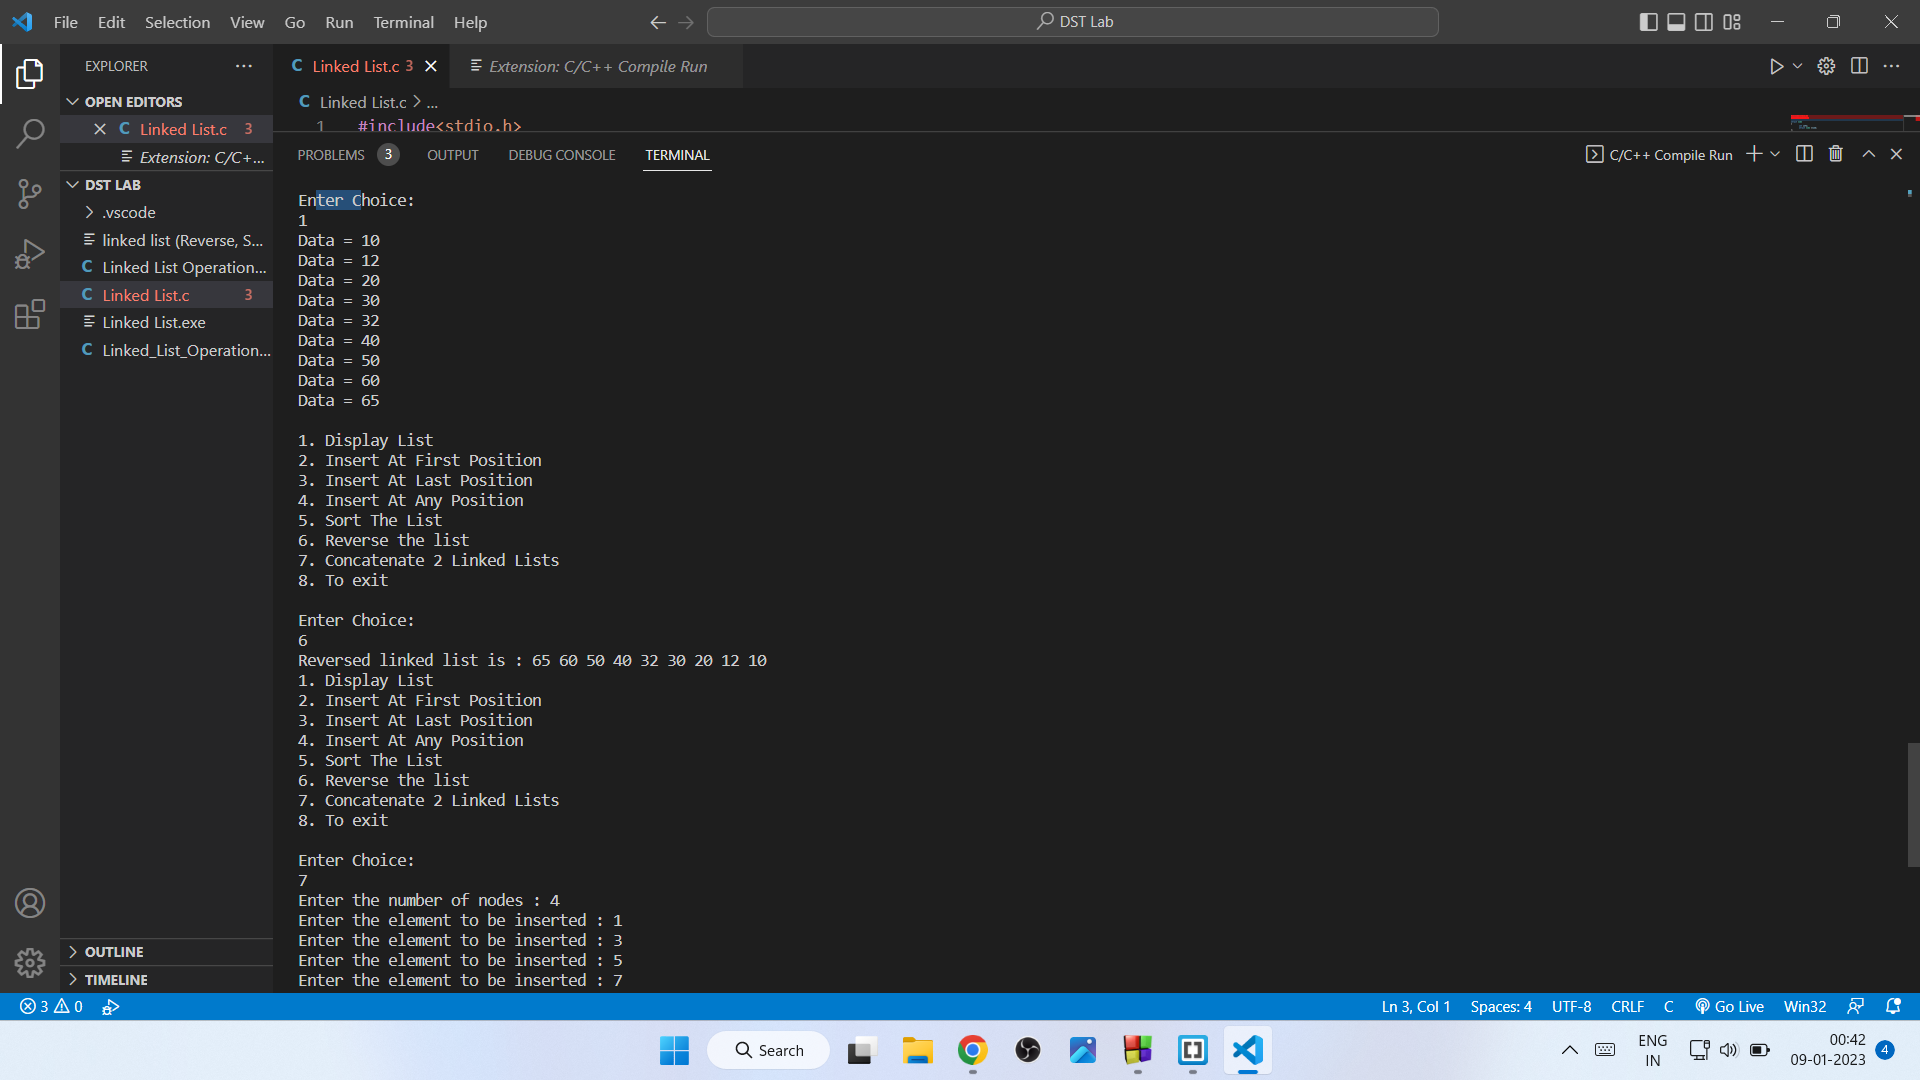 File Edit Selection View Go Run Terminal Help
DST Lab
EXPLORER
OPEN EDITORS
Linked List.c 3
Extension: C/C+...
DST LAB
.vscode
linked list (Reverse, S...
Linked List Operation...
Linked List.c 3
Linked List.exe
Linked_List_Operation...
OUTLINE
TIMELINE
Linked List.c 3
Extension: C/C++ Compile Run
Linked List.c > ...
1 #include<stdio.h>
PROBLEMS 3 OUTPUT DEBUG CONSOLE TERMINAL
C/C++ Compile Run
Enter Choice:
1
Data = 10
Data = 12
Data = 20
Data = 30
Data = 32
Data = 40
Data = 50
Data = 60
Data = 65
1. Display List
2. Insert At First Position
3. Insert At Last Position
4. Insert At Any Position
5. Sort The List
6. Reverse the list
7. Concatenate 2 Linked Lists
8. To exit
Enter Choice:
6
Reversed linked list is : 65 60 50 40 32 30 20 12 10
1. Display List
2. Insert At First Position
3. Insert At Last Position
4. Insert At Any Position
5. Sort The List
6. Reverse the list
7. Concatenate 2 Linked Lists
8. To exit
Enter Choice:
7
Enter the number of nodes : 4
Enter the element to be inserted : 1
Enter the element to be inserted : 3
Enter the element to be inserted : 5
Enter the element to be inserted : 7
3 0
Ln 3, Col 1 Spaces: 4 UTF-8 CRLF C Go Live Win32
Search
ENG
IN
00:42
09-01-2023
4